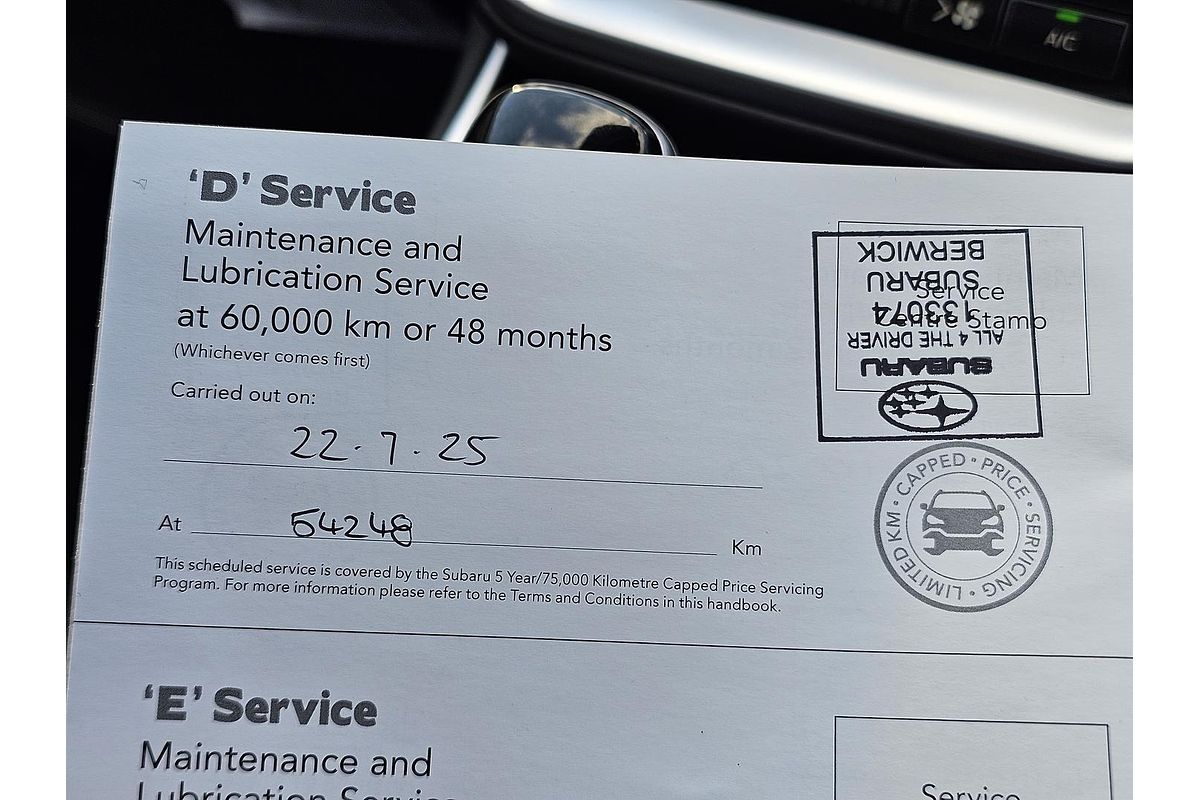 A/C
'D' Service
Maintenance and
Lubrication Service
at 60,000 km or 48 months
(Whichever comes first)
Carried out on:
22.7.25
At 54248 Km
This scheduled service is covered by the Subaru 5 Year/75,000 Kilometre Capped Price Servicing
Program. For more information please refer to the Terms and Conditions in this handbook.
Service
Centre Stamp
SUBARU
ALL 4 THE DRIVER
133074
SUBARU
BERWICK
CAPPED • PRICE • SERVICING • LIMITED KM •
'E' Service
Maintenance and
Lubrication Service
Service